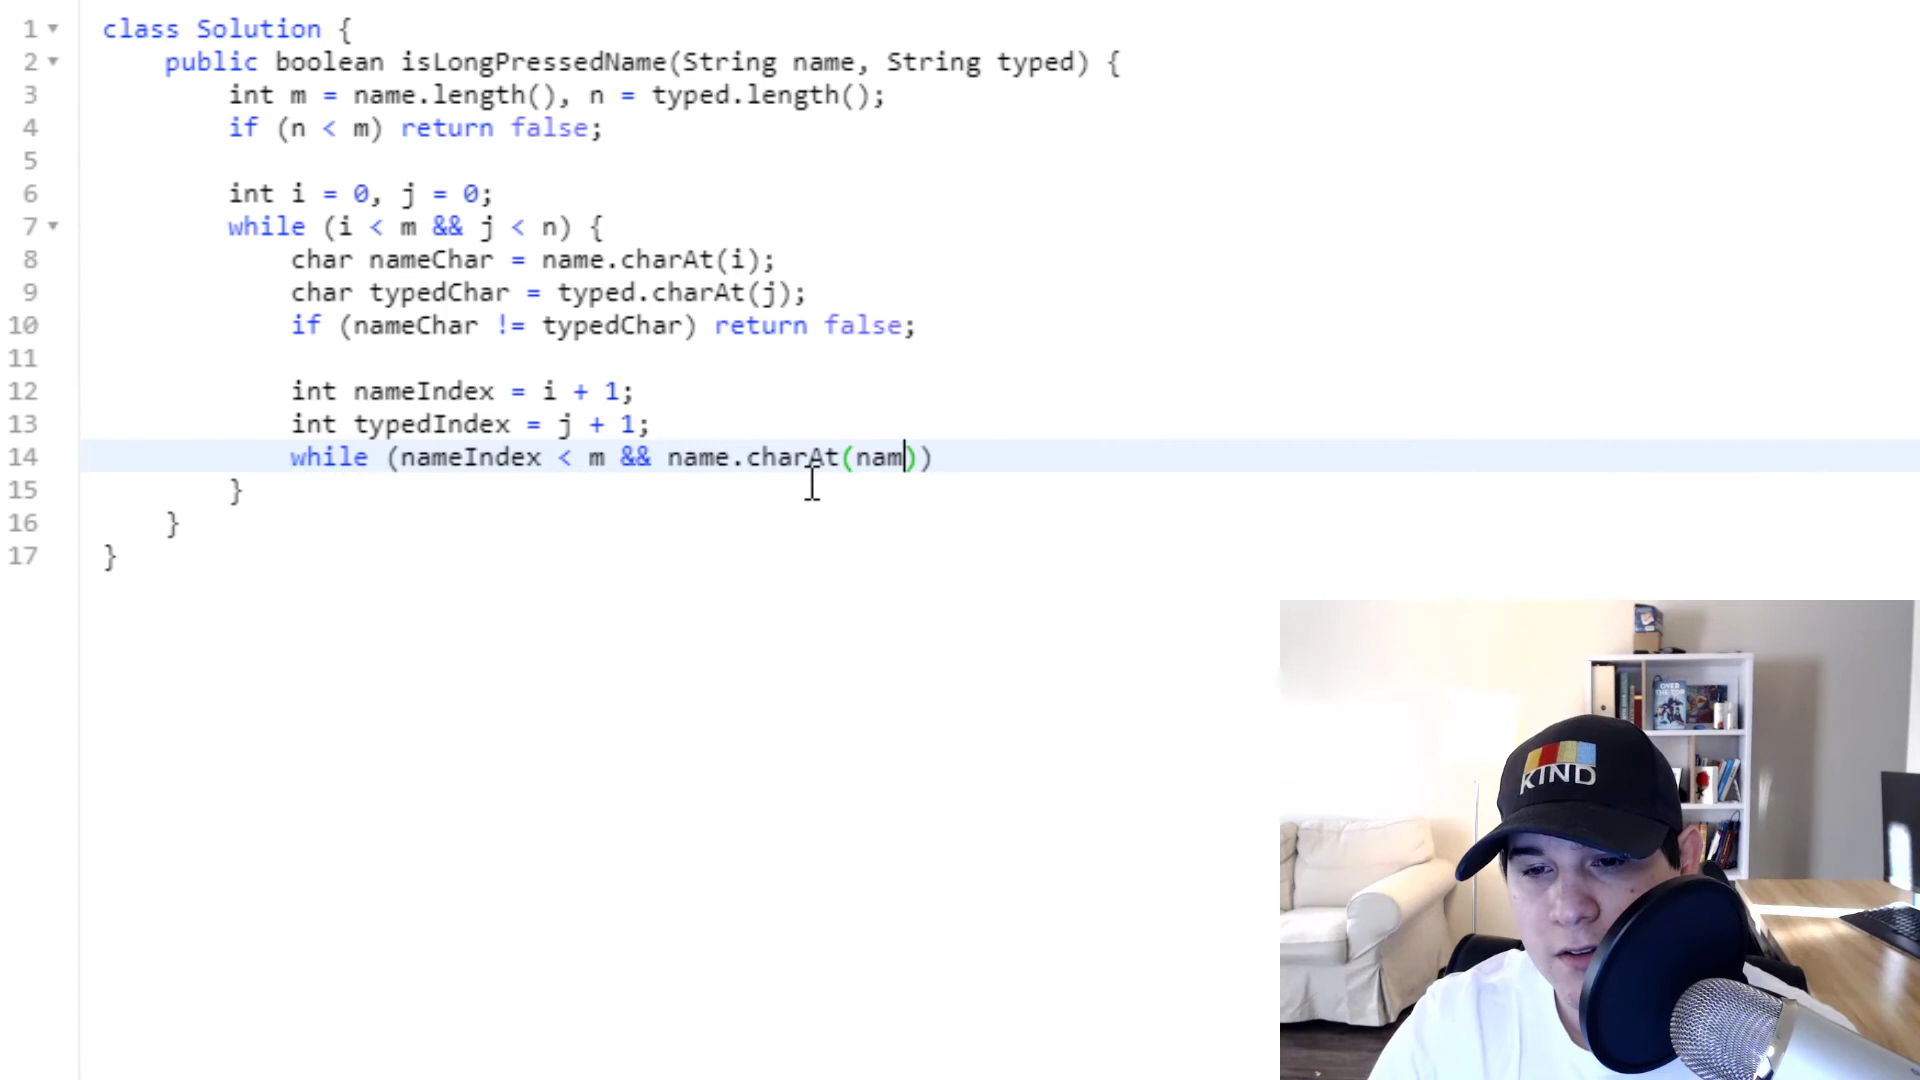 1 class Solution {
2 public boolean isLongPressedName(String name, String typed) {
3 int m = name.length(), n = typed.length();
4 if (n < m) return false;
5
6 int i = 0, j = 0;
7 while (i < m && j < n) {
8 char nameChar = name.charAt(i);
9 char typedChar = typed.charAt(j);
10 if (nameChar != typedChar) return false;
11
12 int nameIndex = i + 1;
13 int typedIndex = j + 1;
14 while (nameIndex < m && name.charAt(nam))
15 }
16 }
17 }
OVER
THE TOP
KIND